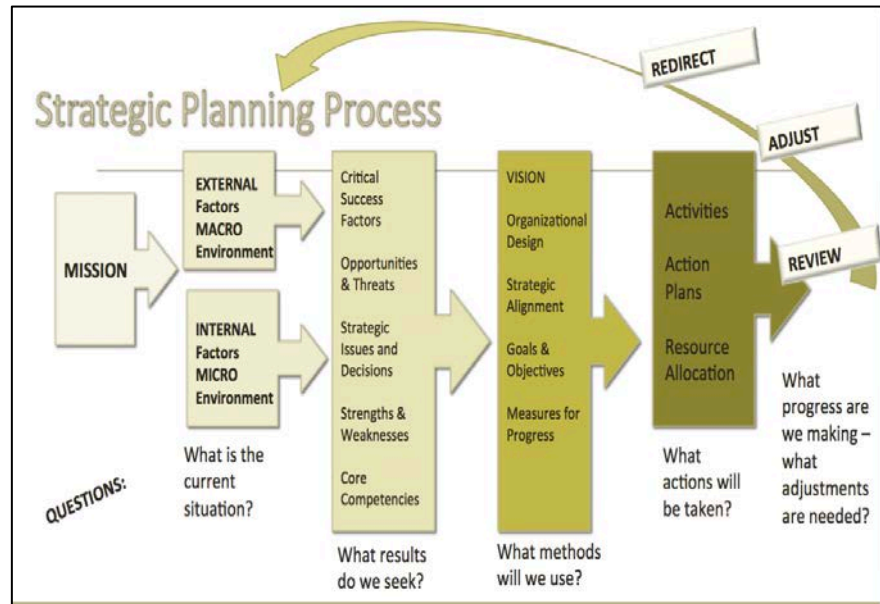 REDIRECT
Strategic Planning Process
ADJUST
MISSION
EXTERNAL
Factors
MACRO
Environment
INTERNAL
Factors
MICRO
Environment
Critical
Success
Factors
Opportunities
& Threats
Strategic
Issues and
Decisions
Strengths &
Weaknesses
Core
Competencies
VISION
Organizational
Design
Strategic
Alignment
Goals &
Objectives
Measures for
Progress
Activities
Action
Plans
Resource
Allocation
REVIEW
QUESTIONS:
What is the
current
situation?
What results
do we seek?
What methods
will we use?
What
actions will
be taken?
What
progress are
we making –
what
adjustments
are needed?